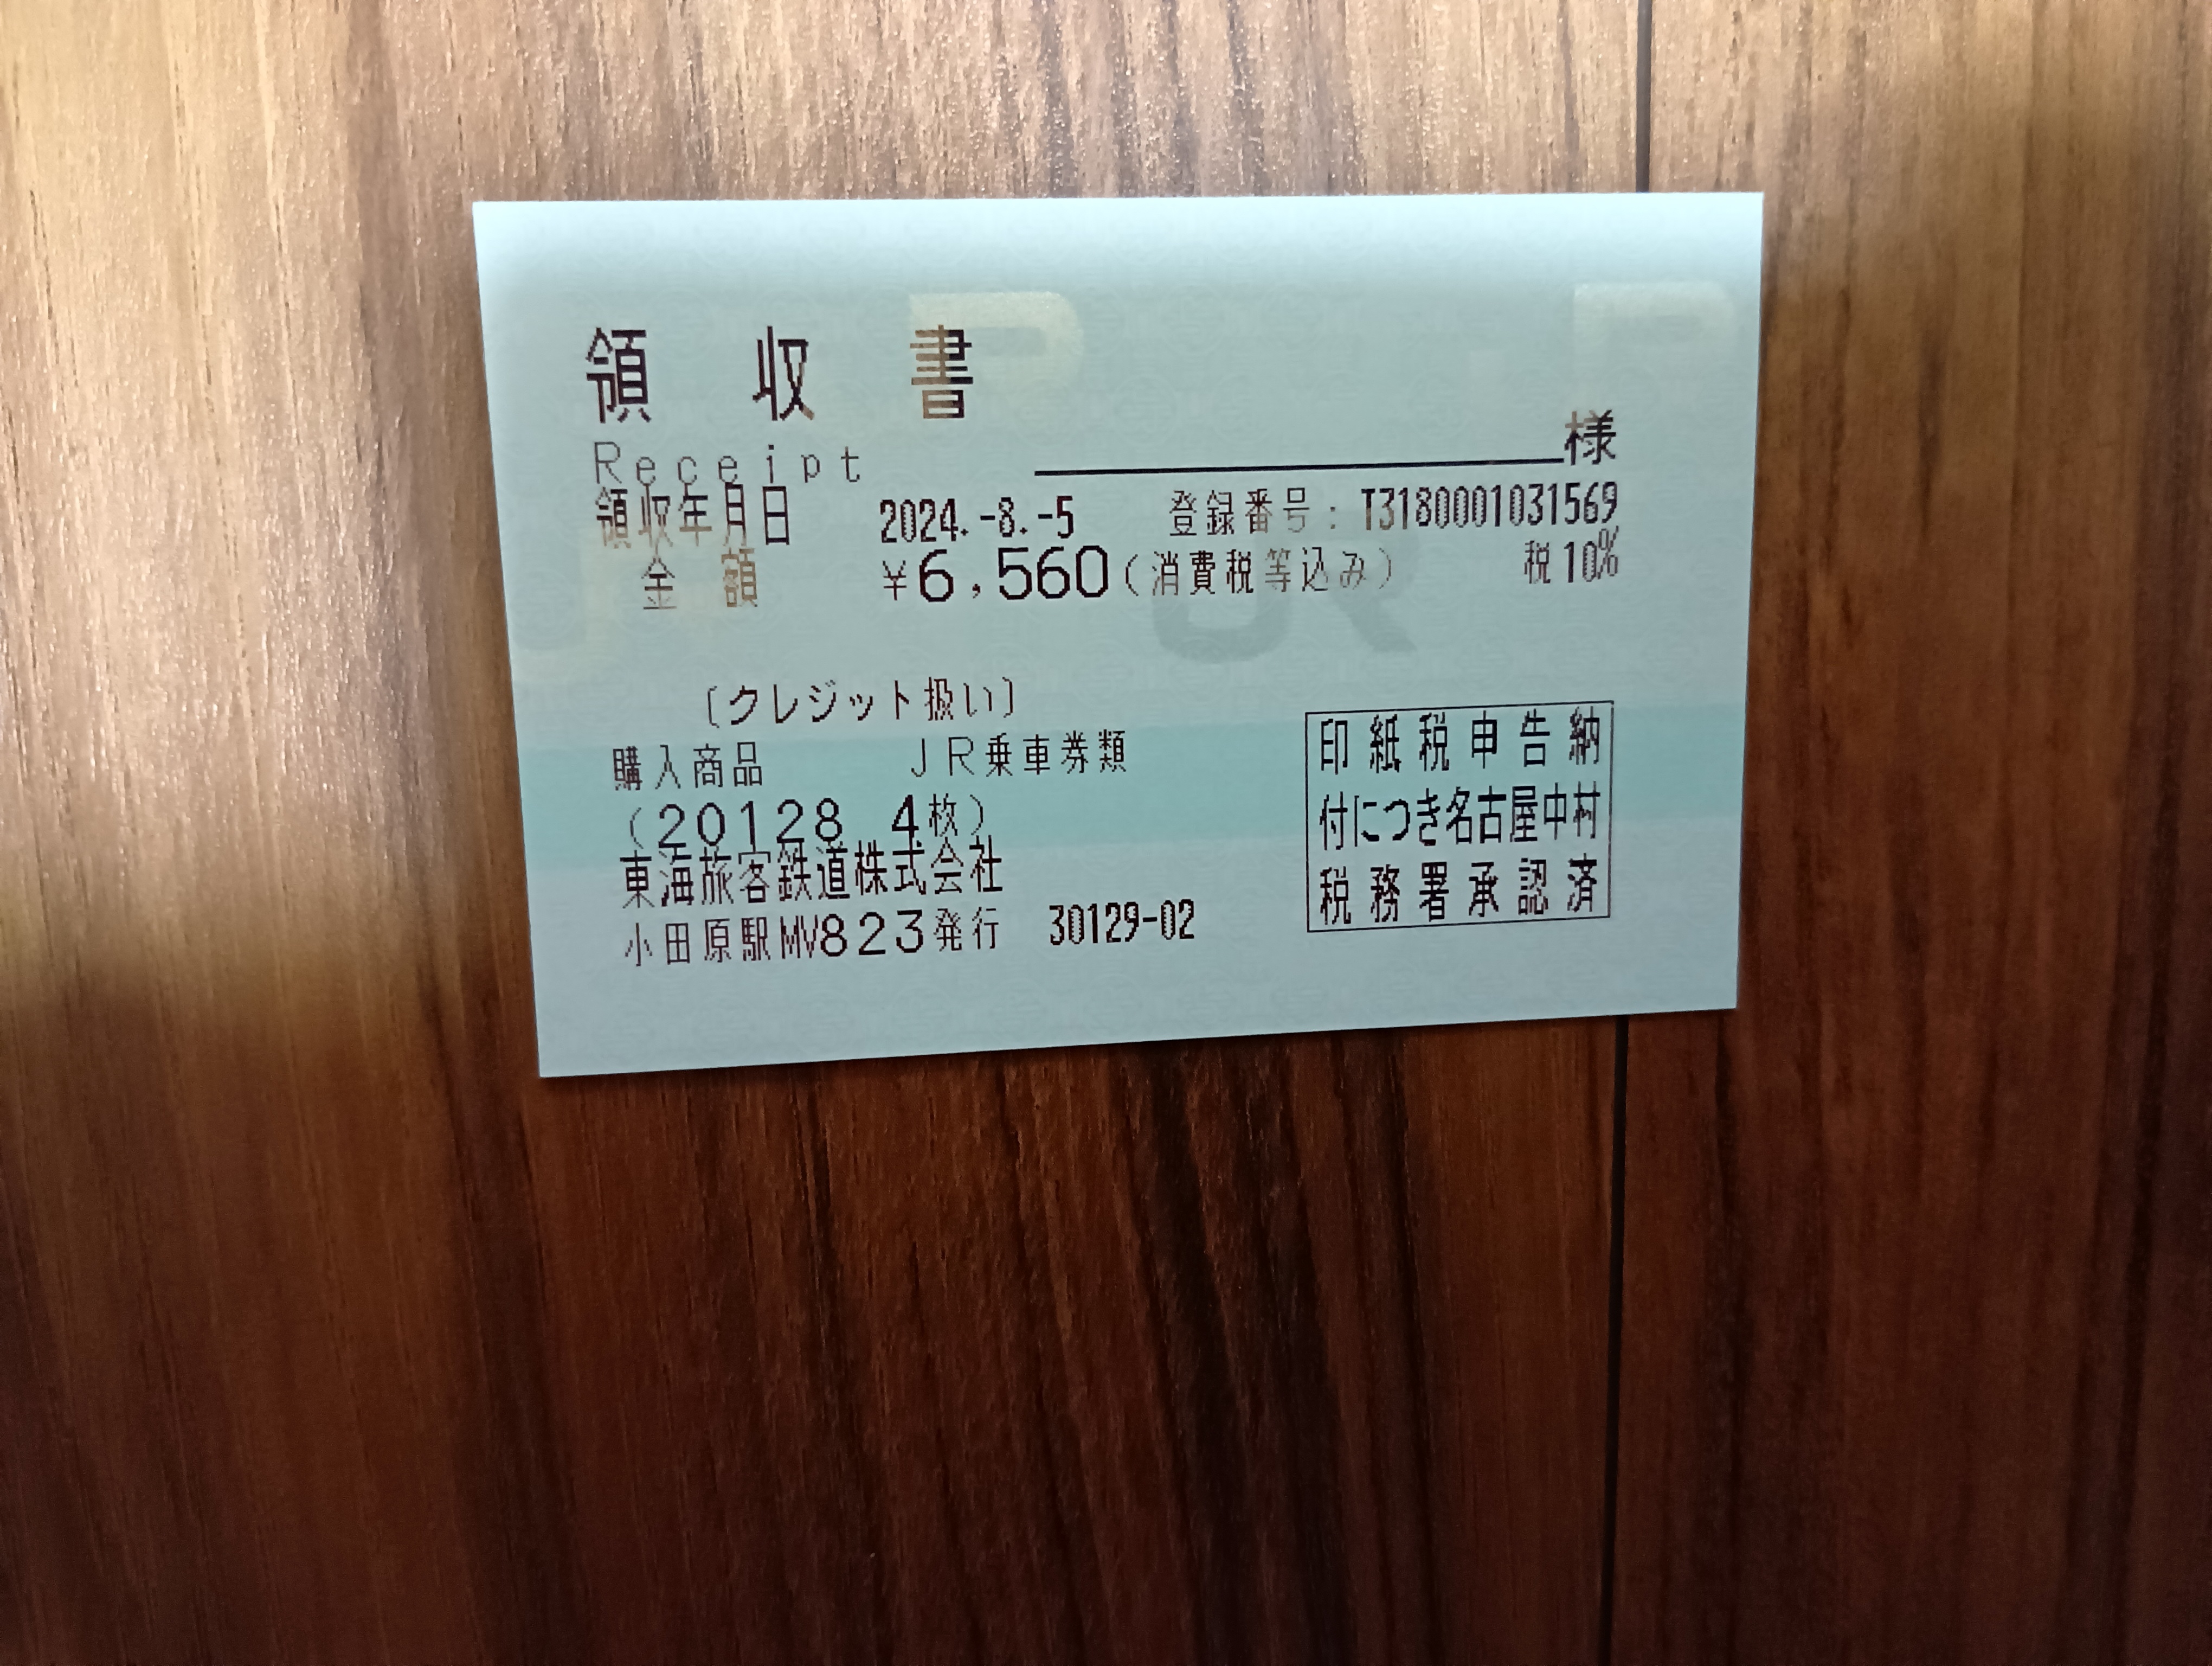 領収書
Receipt
様
領収年月日 2024.-8.-5 登録番号：T3180001031569
金額 ¥6,560(消費税等込み) 税10%
〔クレジット扱い〕
購入商品 JR乗車券類
(20128 4枚)
東海旅客鉄道株式会社
小田原駅MV823発行 30129-02
印紙税申告納
付につき名古屋中村
税務署承認済
JR